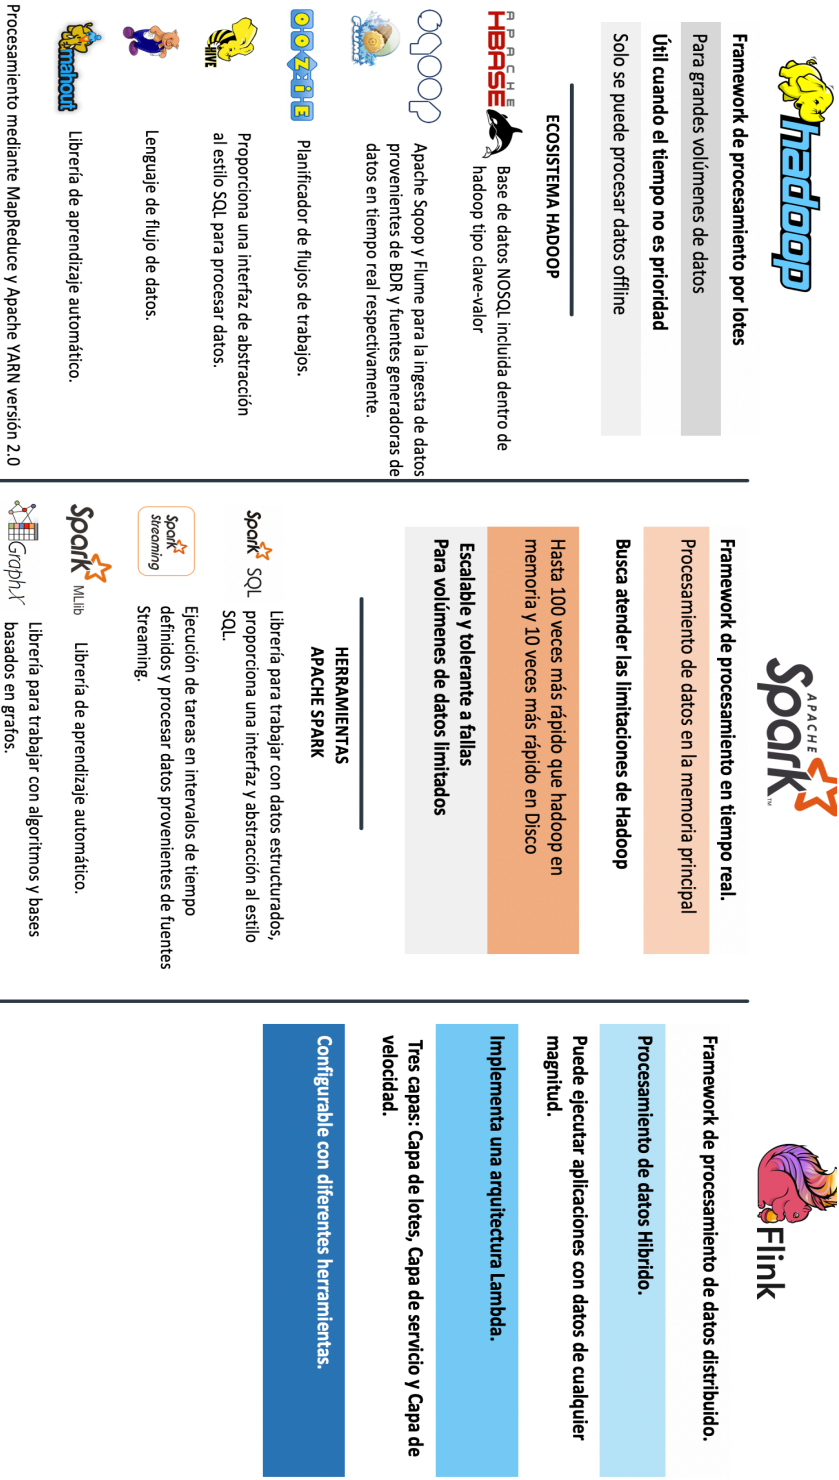 hadoop
Framework de procesamiento por lotes
Para grandes volúmenes de datos
Útil cuando el tiempo no es prioridad
Solo se puede procesar datos offline
ECOSISTEMA HADOOP
APACHE
HBASE
Base de datos NOSQL incluida dentro de
hadoop tipo clave-valor
sqoop
flume
Apache Sqoop y Flume para la ingesta de datos
provenientes de BDR y fuentes generadoras de
datos en tiempo real respectivamente.
OOZIE
Planificador de flujos de trabajos.
HIVE
Proporciona una interfaz de abstracción
al estilo SQL para procesar datos.
Lenguaje de flujo de datos.
mahout
Librería de aprendizaje automático.
Procesamiento mediante MapReduce y Apache YARN versión 2.0
APACHE
Spark™
Framework de procesamiento en tiempo real.
Procesamiento de datos en la memoria principal
Busca atender las limitaciones de Hadoop
Hasta 100 veces más rápido que hadoop en
memoria y 10 veces más rápido en Disco
Escalable y tolerante a fallas
Para volúmenes de datos limitados
HERRAMIENTAS
APACHE SPARK
Spark SQL
Librería para trabajar con datos estructurados,
proporciona una interfaz y abstracción al estilo
SQL.
Spark
Streaming
Ejecución de tareas en intervalos de tiempo
definidos y procesar datos provenientes de fuentes
Streaming.
Spark MLlib
Librería de aprendizaje automático.
GraphX
Librería para trabajar con algoritmos y bases
basados en grafos.
Flink
Framework de procesamiento de datos distribuido.
Procesamiento de datos Hibrido.
Puede ejecutar aplicaciones con datos de cualquier
magnitud.
Implementa una arquitectura Lambda.
Tres capas: Capa de lotes, Capa de servicio y Capa de
velocidad.
Configurable con diferentes herramientas.